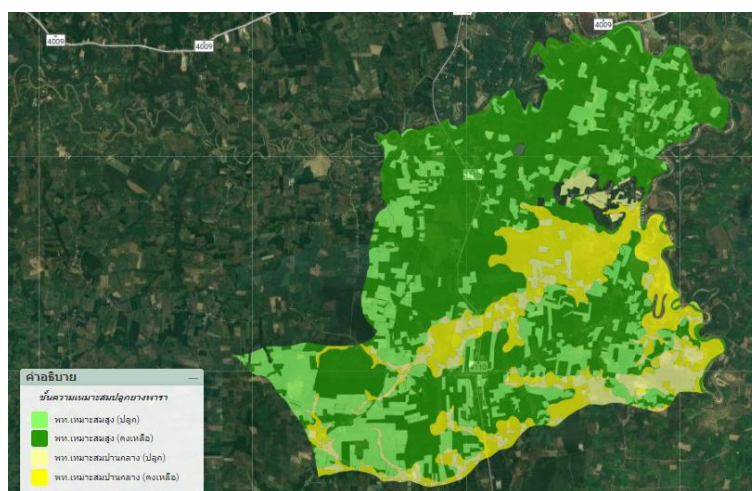 4009
4009
4009
คำอธิบาย
ชั้นความเหมาะสมปลูกยางพารา
พท.เหมาะสมสูง (ปลูก)
พท.เหมาะสมสูง (คงเหลือ)
พท.เหมาะสมปานกลาง (ปลูก)
พท.เหมาะสมปานกลาง (คงเหลือ)